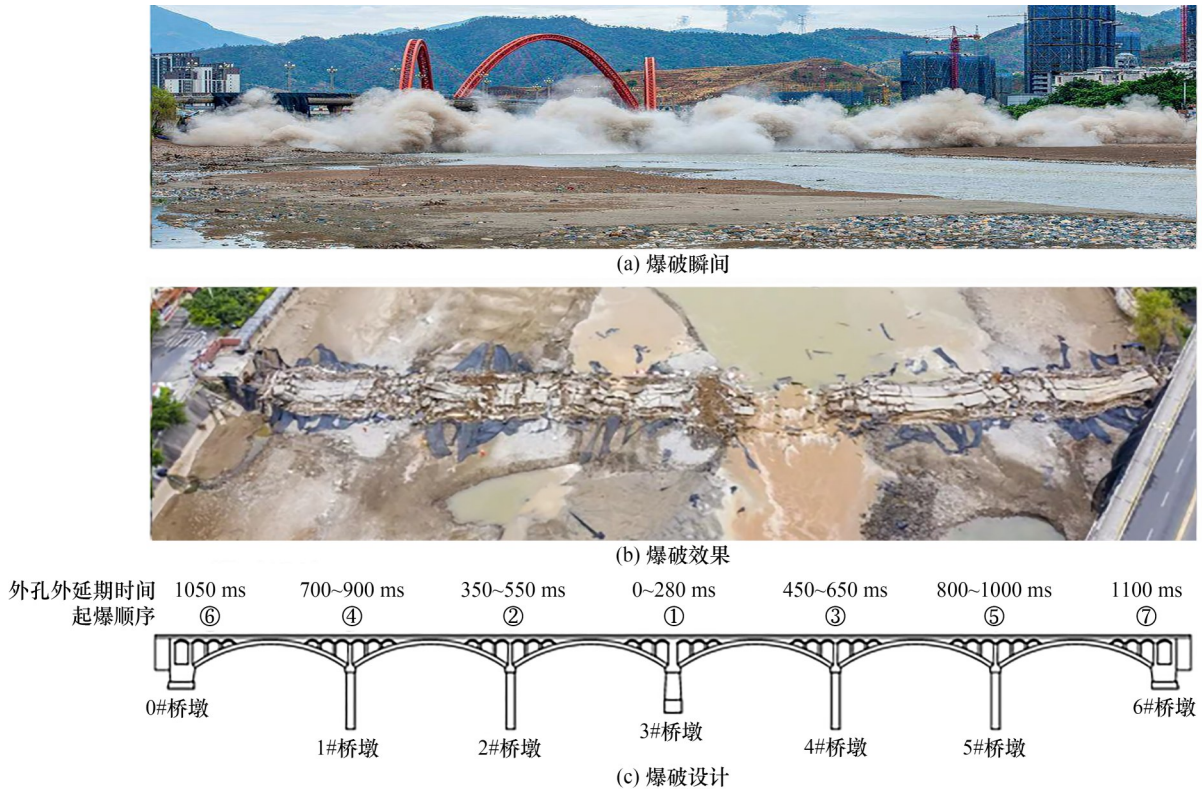 (a) 爆破瞬间
(b) 爆破效果
外孔外延期时间 1050 ms 700~900 ms 350~550 ms 0~280 ms 450~650 ms 800~1000 ms 1100 ms
起爆顺序 ⑥ ④ ② ① ③ ⑤ ⑦
0#桥墩 1#桥墩 2#桥墩 3#桥墩 4#桥墩 5#桥墩 6#桥墩
(c) 爆破设计